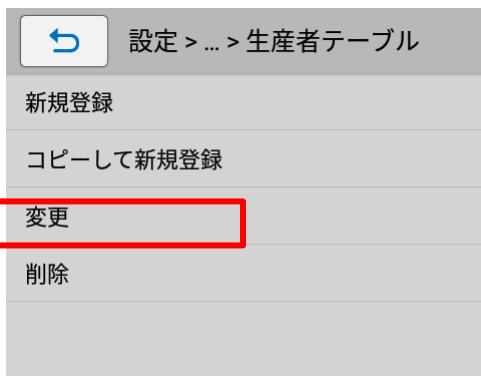 設定 > ... > 生産者テーブル
新規登録
コピーして新規登録
変更
削除